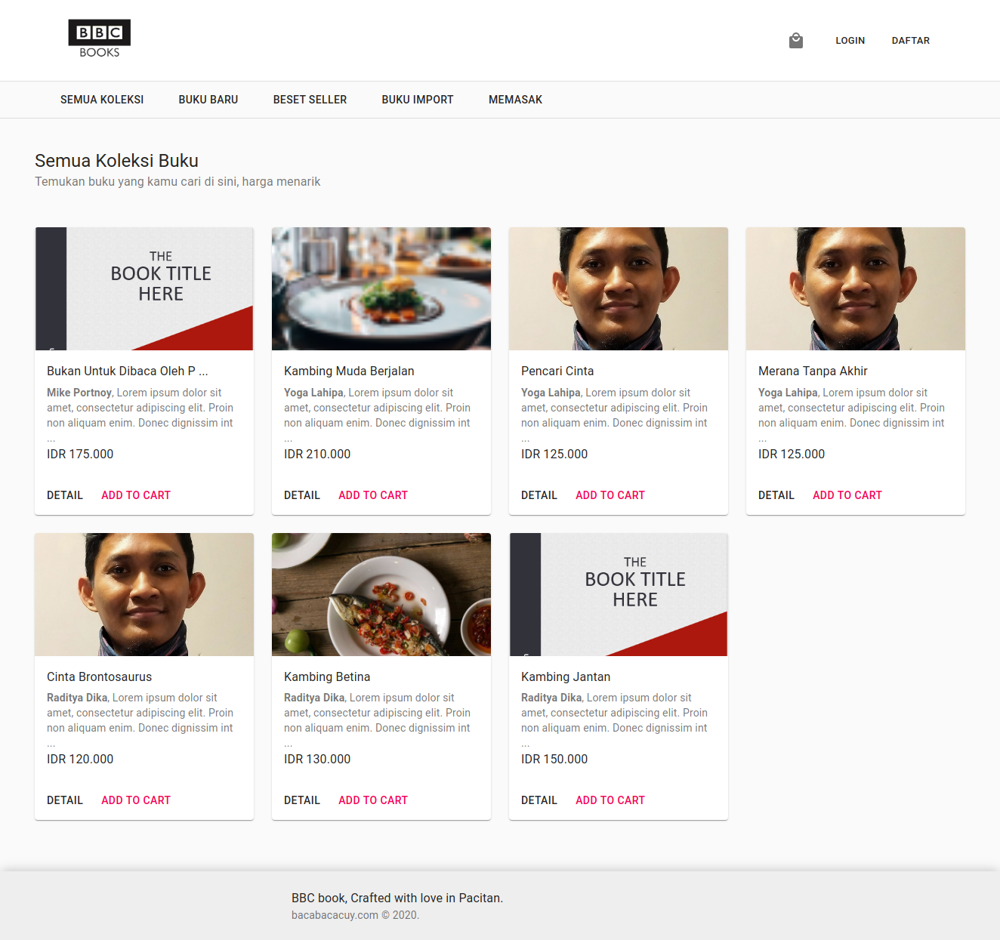 BBC
BOOKS
LOGIN
DAFTAR
SEMUA KOLEKSI
BUKU BARU
BESET SELLER
BUKU IMPORT
MEMASAK
Semua Koleksi Buku
Temukan buku yang kamu cari di sini, harga menarik
THE
BOOK TITLE
HERE
Bukan Untuk Dibaca Oleh P ...
Mike Portnoy, Lorem ipsum dolor sit
amet, consectetur adipiscing elit. Proin
non aliquam enim. Donec dignissim int
...
IDR 175.000
DETAIL
ADD TO CART
Kambing Muda Berjalan
Yoga Lahipa, Lorem ipsum dolor sit
amet, consectetur adipiscing elit. Proin
non aliquam enim. Donec dignissim int
...
IDR 210.000
DETAIL
ADD TO CART
Pencari Cinta
Yoga Lahipa, Lorem ipsum dolor sit
amet, consectetur adipiscing elit. Proin
non aliquam enim. Donec dignissim int
...
IDR 125.000
DETAIL
ADD TO CART
Merana Tanpa Akhir
Yoga Lahipa, Lorem ipsum dolor sit
amet, consectetur adipiscing elit. Proin
non aliquam enim. Donec dignissim int
...
IDR 125.000
DETAIL
ADD TO CART
Cinta Brontosaurus
Raditya Dika, Lorem ipsum dolor sit
amet, consectetur adipiscing elit. Proin
non aliquam enim. Donec dignissim int
...
IDR 120.000
DETAIL
ADD TO CART
Kambing Betina
Raditya Dika, Lorem ipsum dolor sit
amet, consectetur adipiscing elit. Proin
non aliquam enim. Donec dignissim int
...
IDR 130.000
DETAIL
ADD TO CART
THE
BOOK TITLE
HERE
Kambing Jantan
Raditya Dika, Lorem ipsum dolor sit
amet, consectetur adipiscing elit. Proin
non aliquam enim. Donec dignissim int
...
IDR 150.000
DETAIL
ADD TO CART
BBC book, Crafted with love in Pacitan.
bacabacacuy.com © 2020.